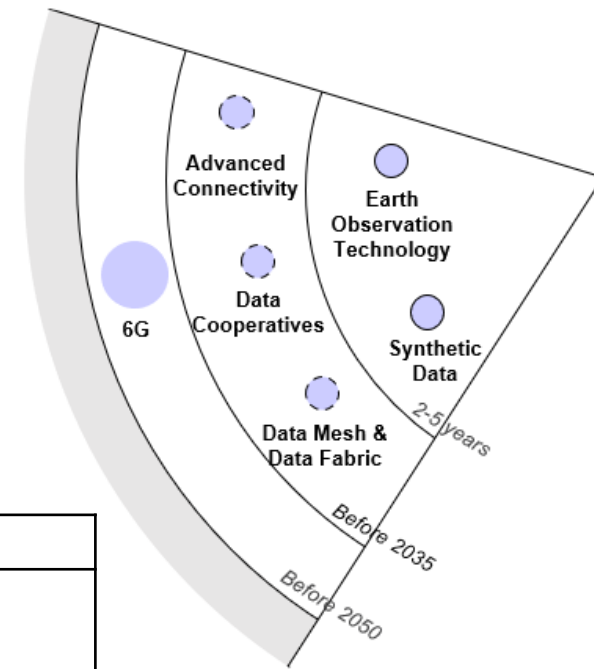 Advanced
Connectivity
Earth
Observation
Technology
Data
Cooperatives
6G
Synthetic
Data
Data Mesh &
Data Fabric
2-5 years
Before 2035
Before 2050